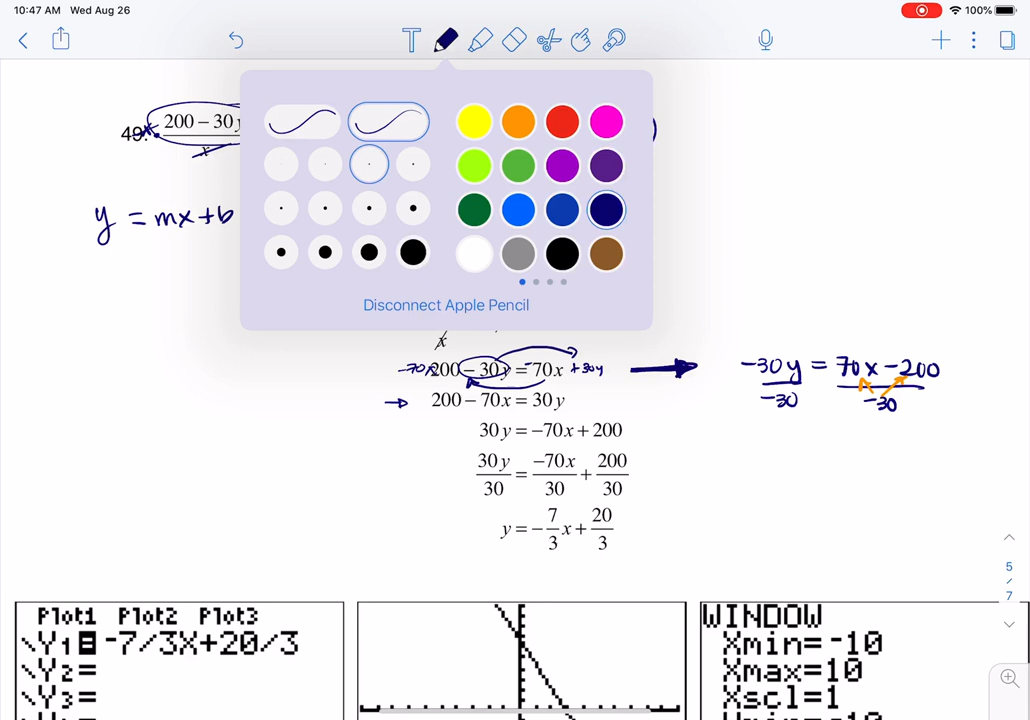 10:47 AM Wed Aug 26
100%
T
49. 200 − 30y
x
y = mx+b
Disconnect Apple Pencil
x
-70x 200 − 30y = 70x +30y
-30y = 70x - 200
-30 -30
200 − 70x = 30y
30y = −70x + 200
30y/30 = −70x/30 + 200/30
y = −7/3 x + 20/3
5
/
7
Plot1 Plot2 Plot3
\Y1=-7/3X+20/3
\Y2=
\Y3=
WINDOW
Xmin=-10
Xmax=10
Xscl=1